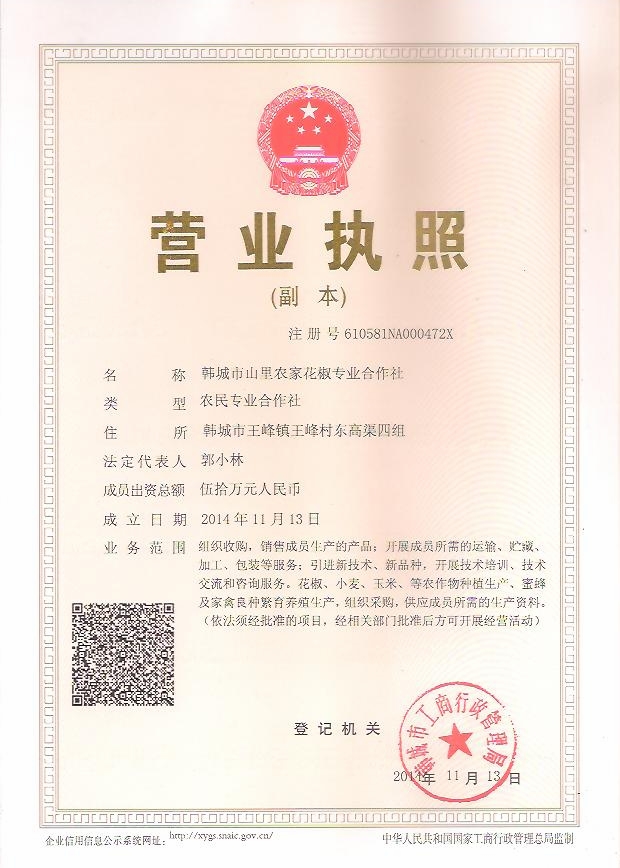 营业执照
(副 本)
注册号 610581NA000472X
名 称 韩城市山里农家花椒专业合作社
类 型 农民专业合作社
住 所 韩城市王峰镇王峰村东高渠四组
法定代表人 郭小林
成员出资总额 伍拾万元人民币
成立日期 2014年11月13日
业务范围 组织收购，销售成员生产的产品；开展成员所需的运输、贮藏、
加工、包装等服务；引进新技术、新品种，开展技术培训、技术
交流和咨询服务。花椒、小麦、玉米、等农作物种植生产、蜜蜂
及家禽良种繁育养殖生产，组织采购，供应成员所需的生产资料。
（依法须经批准的项目，经相关部门批准后方可开展经营活动）
韩城市工商行政管理局
登记机关
2014年 11月 13日
企业信用信息公示系统网址： http://xygs.snaic.gov.cn/
中华人民共和国国家工商行政管理总局监制